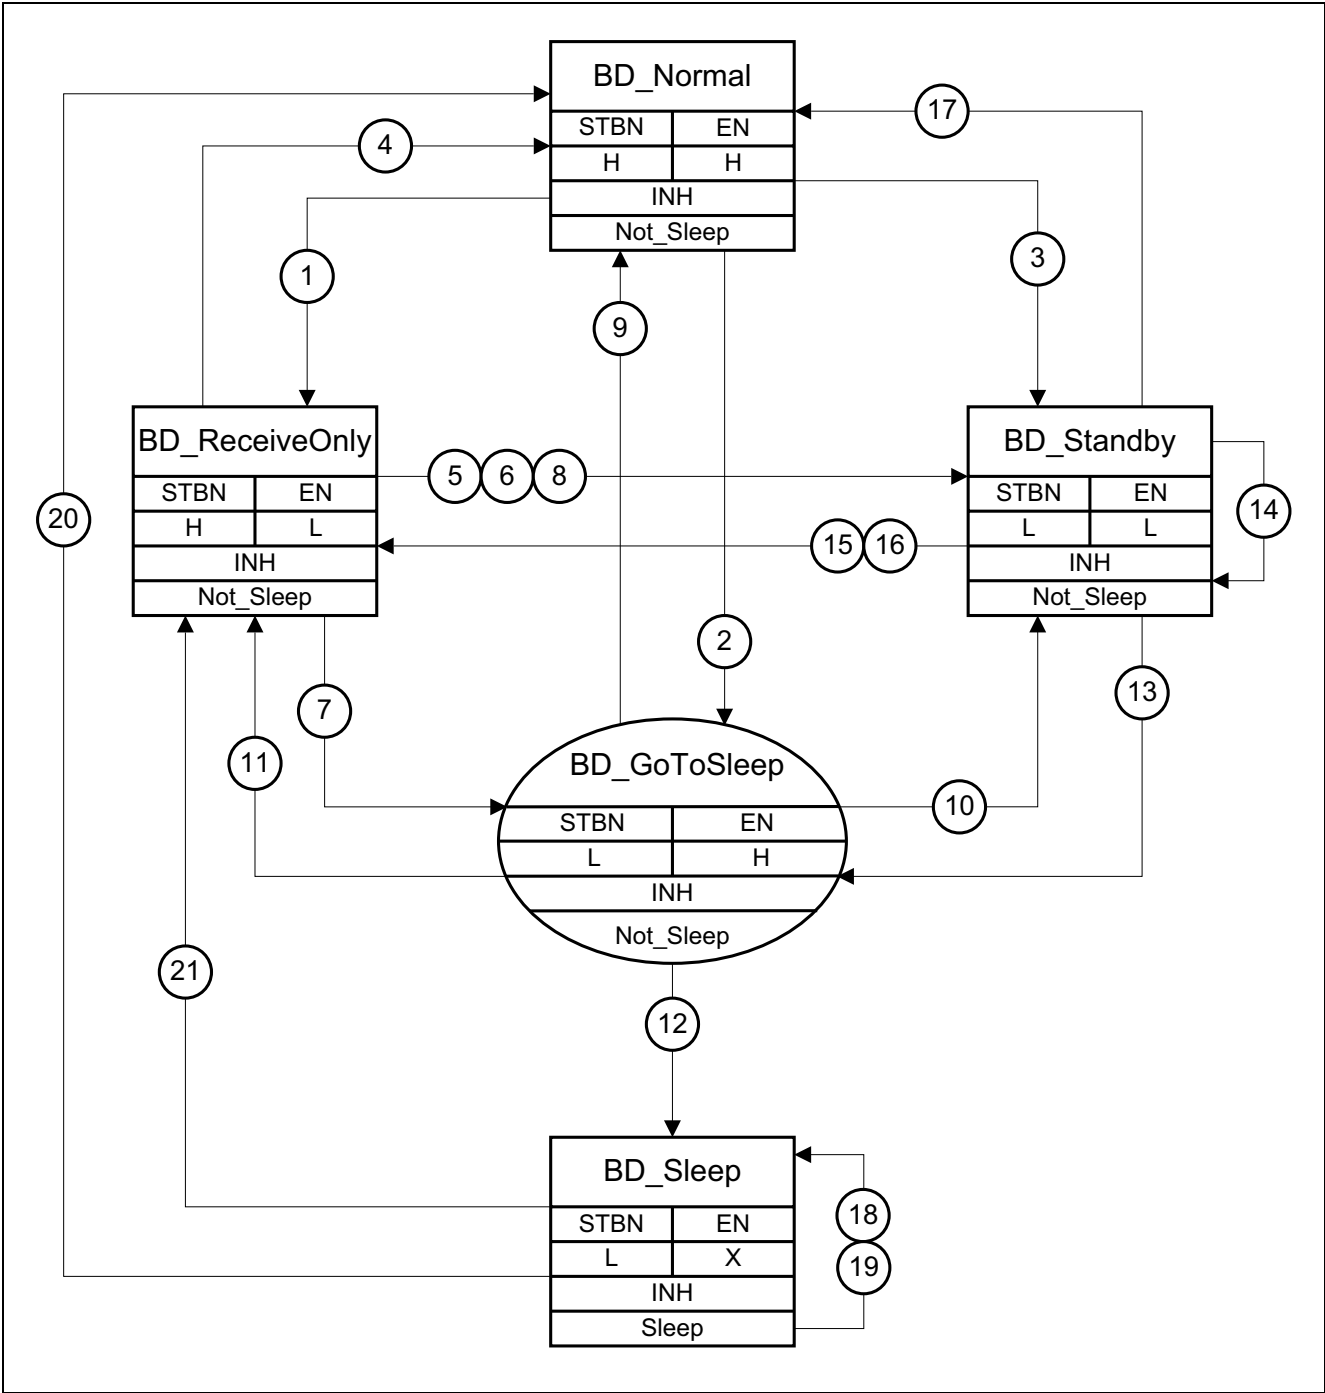 BD_Normal
17
STBN EN
4
H H
INH
Not_Sleep
3
1
9
BD_ReceiveOnly
BD_Standby
5 6 8
STBN EN
STBN EN
20
14
H L
L L
15 16
INH
INH
Not_Sleep
Not_Sleep
2
13
7
11
BD_GoToSleep
10
STBN EN
L H
INH
Not_Sleep
21
12
BD_Sleep
STBN EN
18
L X
19
INH
Sleep